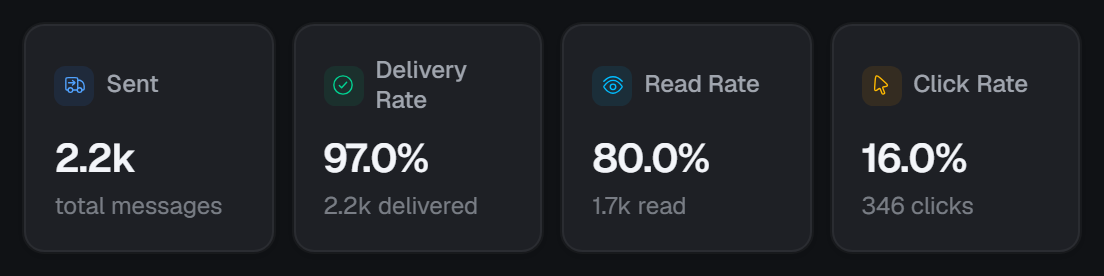 Sent
2.2k
total messages
Delivery
Rate
97.0%
2.2k delivered
Read Rate
80.0%
1.7k read
Click Rate
16.0%
346 clicks